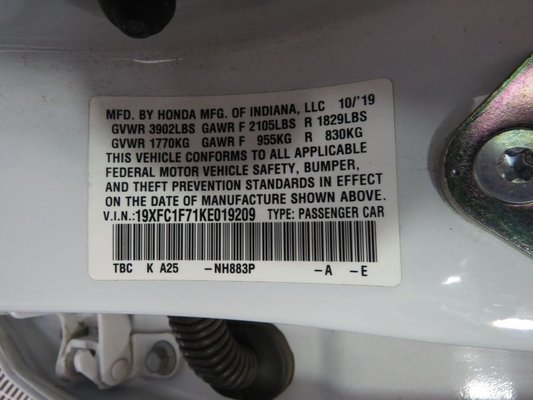 MFD. BY HONDA MFG. OF INDIANA, LLC 10/'19
GVWR 3902LBS GAWR F 2105LBS R 1829LBS
GVWR 1770KG GAWR F 955KG R 830KG
THIS VEHICLE CONFORMS TO ALL APPLICABLE
FEDERAL MOTOR VEHICLE SAFETY, BUMPER,
AND THEFT PREVENTION STANDARDS IN EFFECT
ON THE DATE OF MANUFACTURE SHOWN ABOVE.
V.I.N.:19XFC1F71KE019209 TYPE: PASSENGER CAR
TBC K A25 -NH883P -A -E